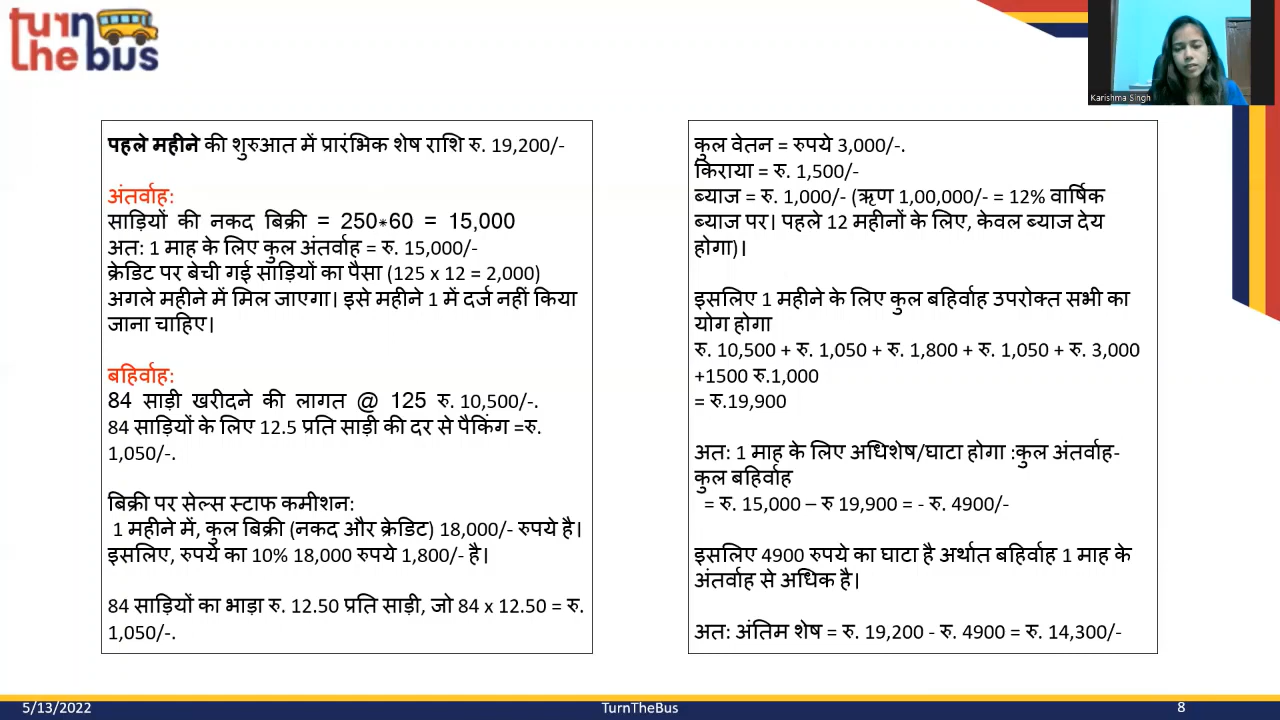 turn
the bus
Karishma Singh
पहले महीने की शुरुआत में प्रारंभिक शेष राशि रु. 19,200/-
अंतर्वाह:
साड़ियों की नकद बिक्री = 250*60 = 15,000
अत: 1 माह के लिए कुल अंतर्वाह = रु. 15,000/-
क्रेडिट पर बेची गई साड़ियों का पैसा (125 x 12 = 2,000)
अगले महीने में मिल जाएगा। इसे महीने 1 में दर्ज नहीं किया
जाना चाहिए।
बहिर्वाह:
84 साड़ी खरीदने की लागत @ 125 रु. 10,500/-.
84 साड़ियों के लिए 12.5 प्रति साड़ी की दर से पैकिंग =रु.
1,050/-.
बिक्री पर सेल्स स्टाफ कमीशन:
1 महीने में, कुल बिक्री (नकद और क्रेडिट) 18,000/- रुपये है।
इसलिए, रुपये का 10% 18,000 रुपये 1,800/- है।
84 साड़ियों का भाड़ा रु. 12.50 प्रति साड़ी, जो 84 x 12.50 = रु.
1,050/-.
कुल वेतन = रुपये 3,000/-.
किराया = रु. 1,500/-
ब्याज = रु. 1,000/- (ऋण 1,00,000/- = 12% वार्षिक
ब्याज पर। पहले 12 महीनों के लिए, केवल ब्याज देय
होगा)।
इसलिए 1 महीने के लिए कुल बहिर्वाह उपरोक्त सभी का
योग होगा
रु. 10,500 + रु. 1,050 + रु. 1,800 + रु. 1,050 + रु. 3,000
+1500 रु.1,000
= रु.19,900
अत: 1 माह के लिए अधिशेष/घाटा होगा :कुल अंतर्वाह-
कुल बहिर्वाह
= रु. 15,000 – रु 19,900 = - रु. 4900/-
इसलिए 4900 रुपये का घाटा है अर्थात बहिर्वाह 1 माह के
अंतर्वाह से अधिक है।
अत: अंतिम शेष = रु. 19,200 - रु. 4900 = रु. 14,300/-
5/13/2022
TurnTheBus
8